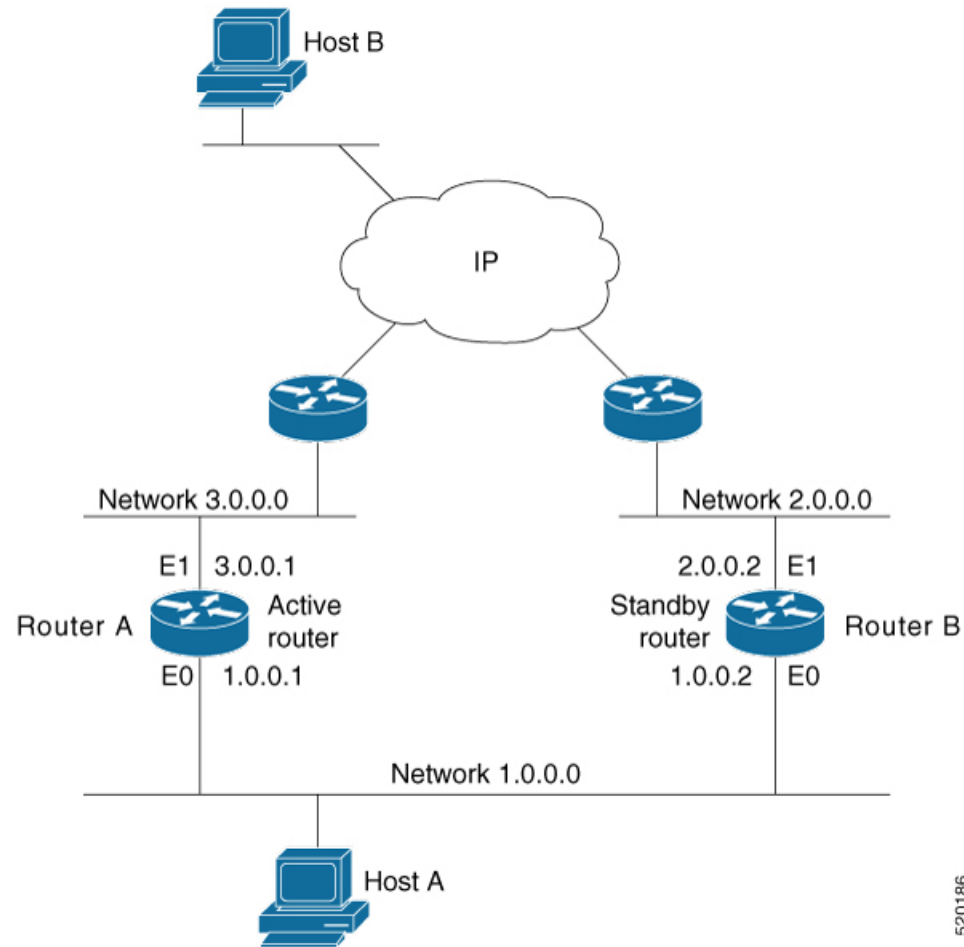 Host B
IP
Network 3.0.0.0
Network 2.0.0.0
E1 3.0.0.1
2.0.0.2 E1
Router A
Active
router
Standby
router
Router B
E0 1.0.0.1
1.0.0.2 E0
Network 1.0.0.0
Host A
520186